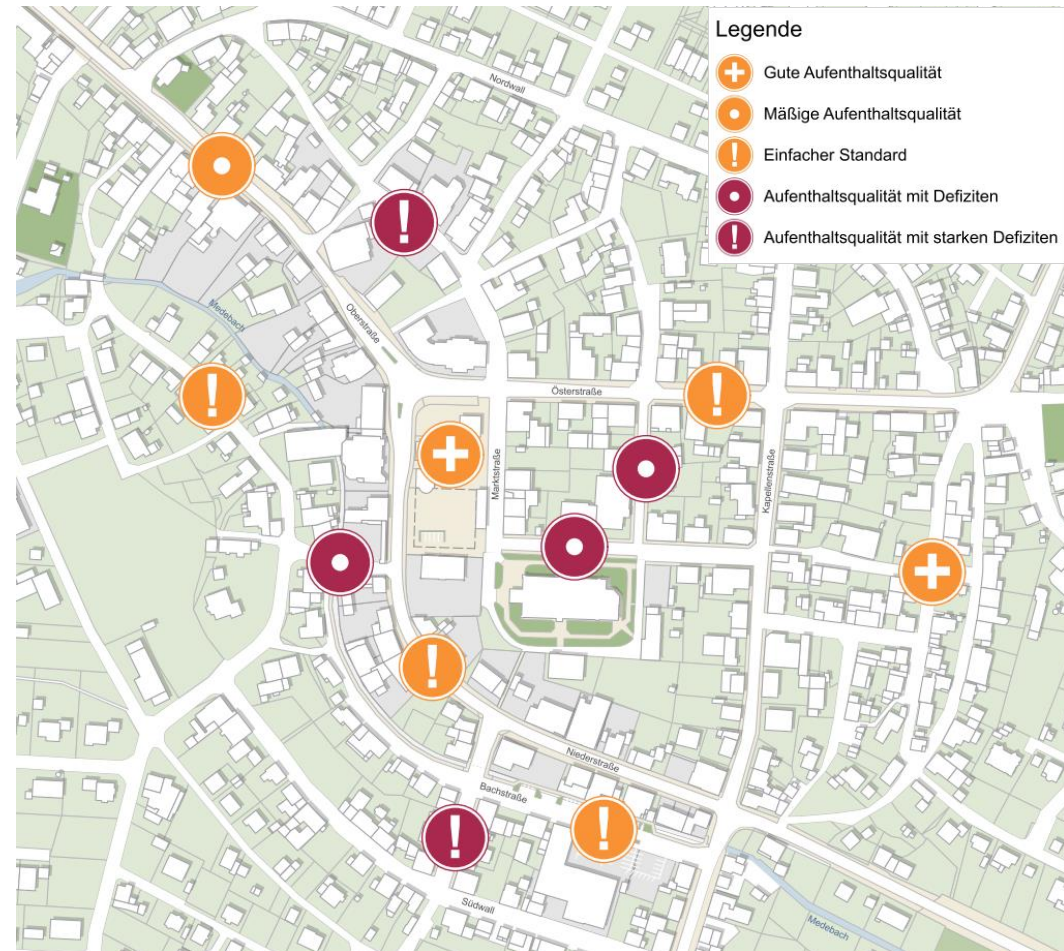 Legende
Gute Aufenthaltsqualität
Mäßige Aufenthaltsqualität
Einfacher Standard
Aufenthaltsqualität mit Defiziten
Aufenthaltsqualität mit starken Defiziten
Nordwall
Medebach
Oberstraße
Österstraße
Marktstraße
Kapellenstraße
Niederstraße
Bachstraße
Südwall
Medebach